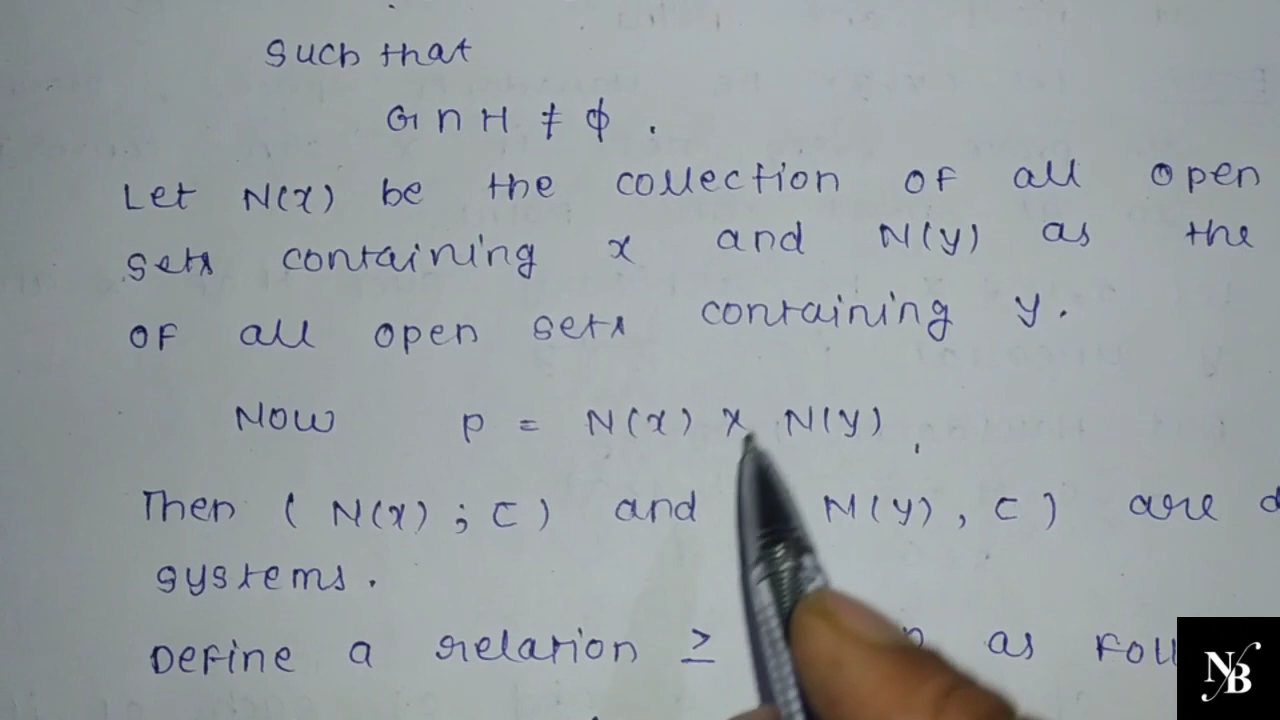 Such that
G ∩ H ≠ ϕ .
Let N(x) be the collection of all open
sets containing x and N(y) as the
of all open sets containing y.
Now P = N(x) × N(y),
Then ( N(x) ; ⊂ ) and N(y) , ⊂ ) are
systems.
Define a relation ≥ as
NB